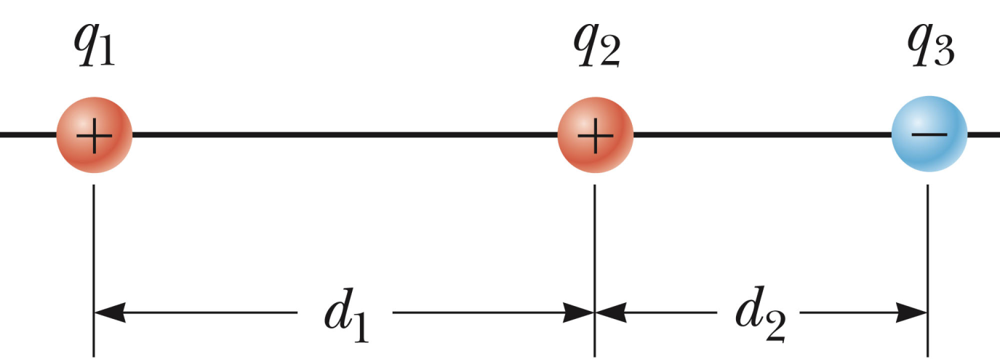 q₁ q₂ q₃
+ + −
d₁ d₂